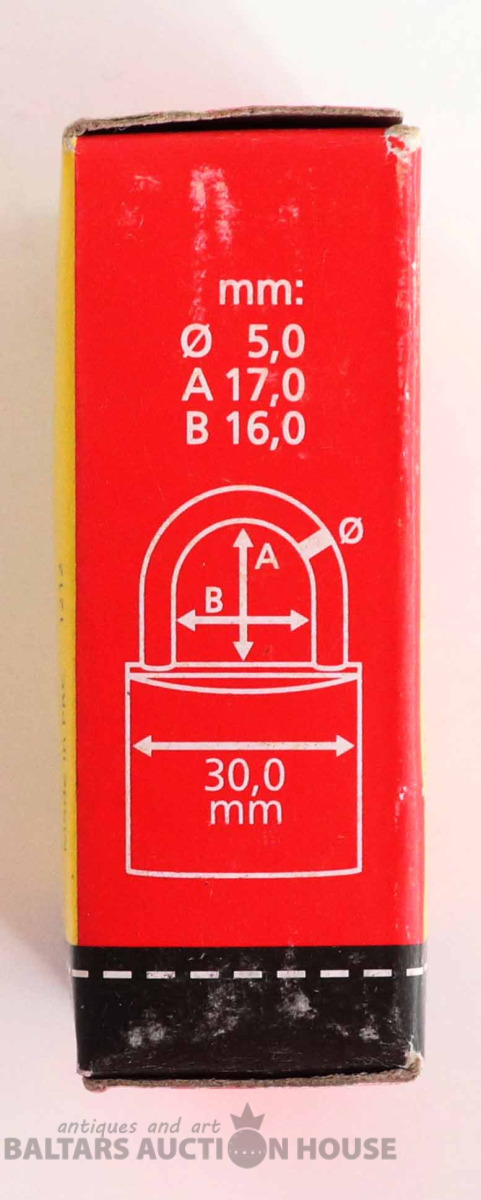 mm:
Ø 5,0
A 17,0
B 16,0
Ø
A
B
30,0
mm
antiques and art
BALTARS AUCTION HOUSE